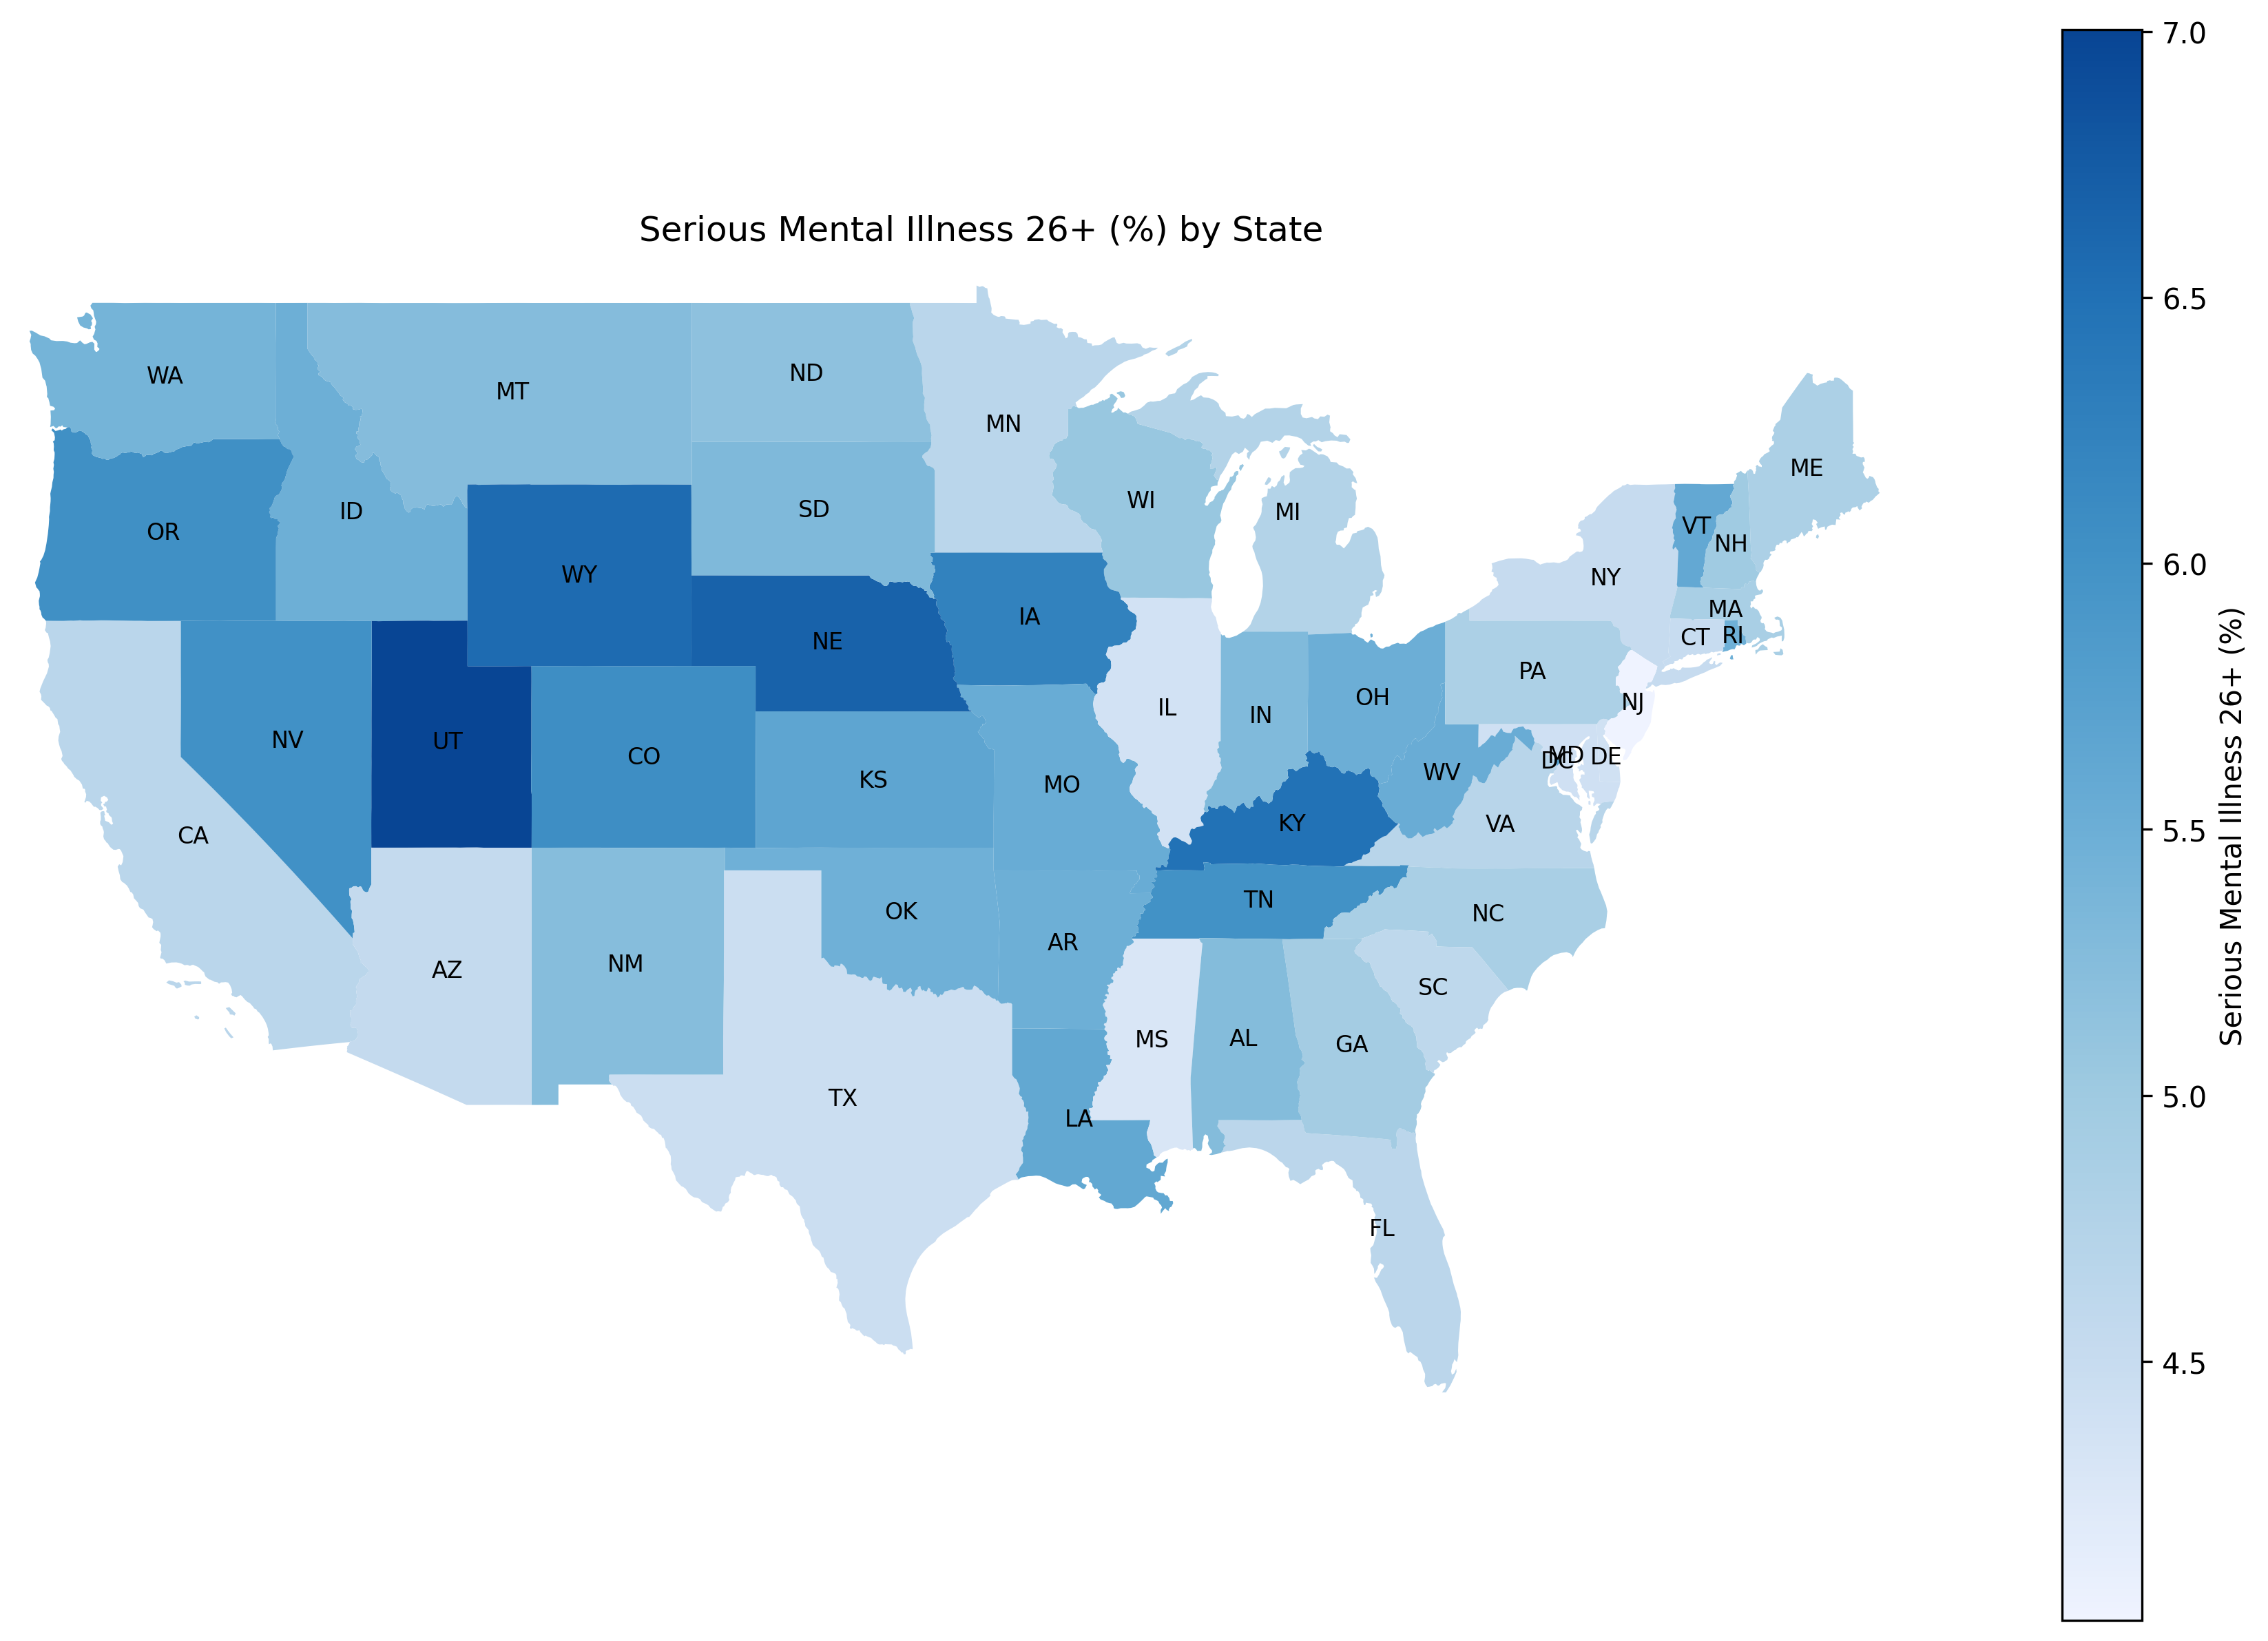 Serious Mental Illness 26+ (%) by State
WA
MT
ND
MN
ME
OR
ID
SD
WI
MI
VT
NH
WY
NY
IA
MA
NE
CT
RI
PA
NV
UT
CO
KS
MO
IL
IN
OH
NJ
WV
DC
MD
DE
CA
KY
VA
OK
AR
TN
NC
AZ
NM
SC
MS
AL
GA
TX
LA
FL
7.0
6.5
6.0
5.5
5.0
4.5
Serious Mental Illness 26+ (%)